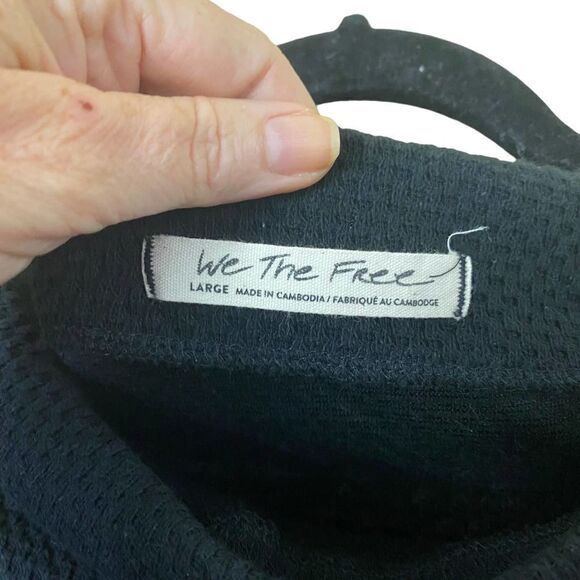 We The Free
LARGE MADE IN CAMBODIA / FABRIQUÉ AU CAMBODGE